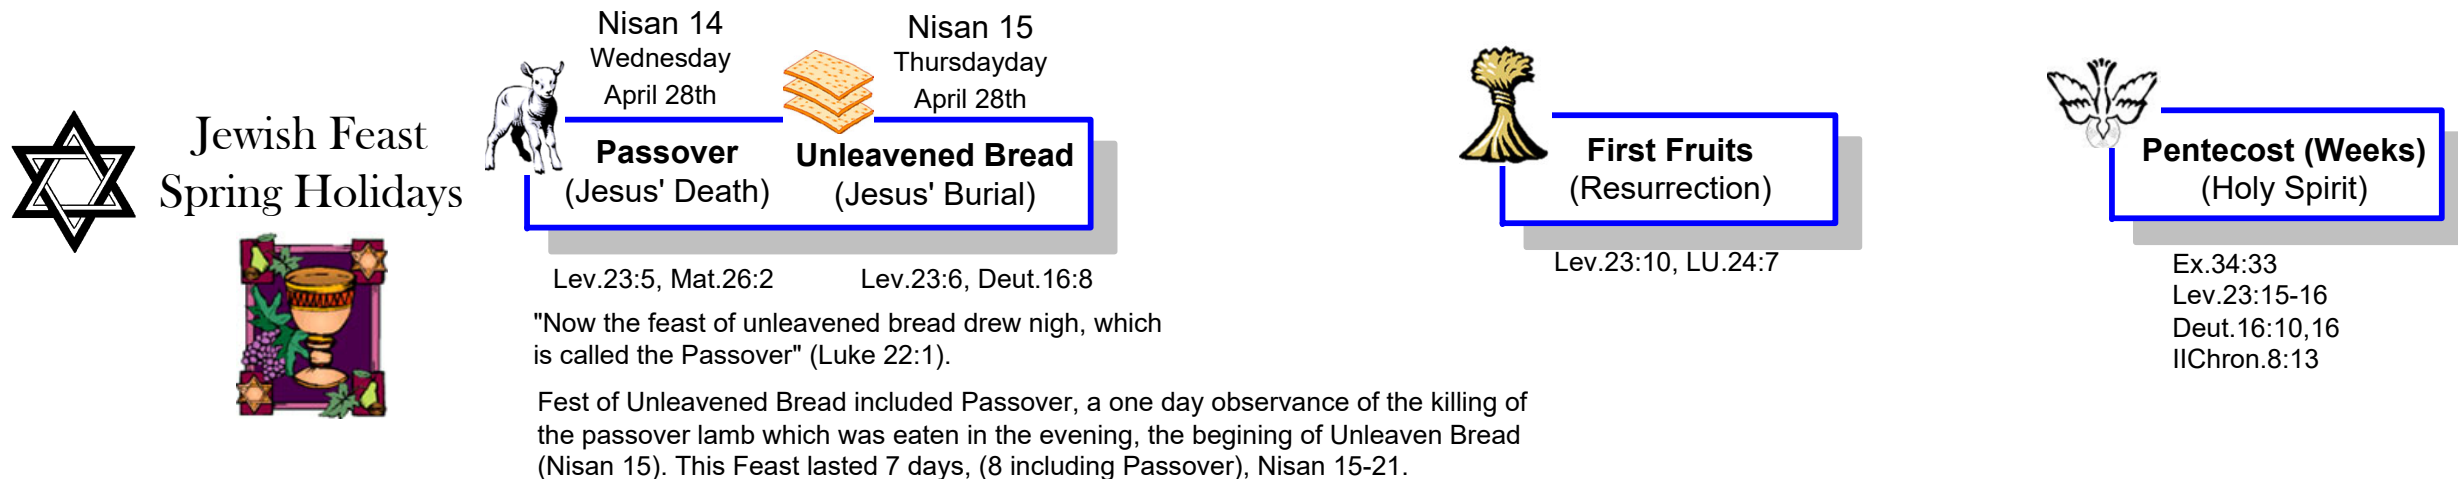 Jewish Feast
Spring Holidays
Nisan 14
Wednesday
April 28th
Passover
(Jesus' Death)
Nisan 15
Thursdayday
April 28th
Unleavened Bread
(Jesus' Burial)
Lev.23:5, Mat.26:2
Lev.23:6, Deut.16:8
"Now the feast of unleavened bread drew nigh, which
is called the Passover" (Luke 22:1).
Fest of Unleavened Bread included Passover, a one day observance of the killing of
the passover lamb which was eaten in the evening, the begining of Unleaven Bread
(Nisan 15). This Feast lasted 7 days, (8 including Passover), Nisan 15-21.
First Fruits
(Resurrection)
Lev.23:10, LU.24:7
Pentecost (Weeks)
(Holy Spirit)
Ex.34:33
Lev.23:15-16
Deut.16:10,16
IIChron.8:13